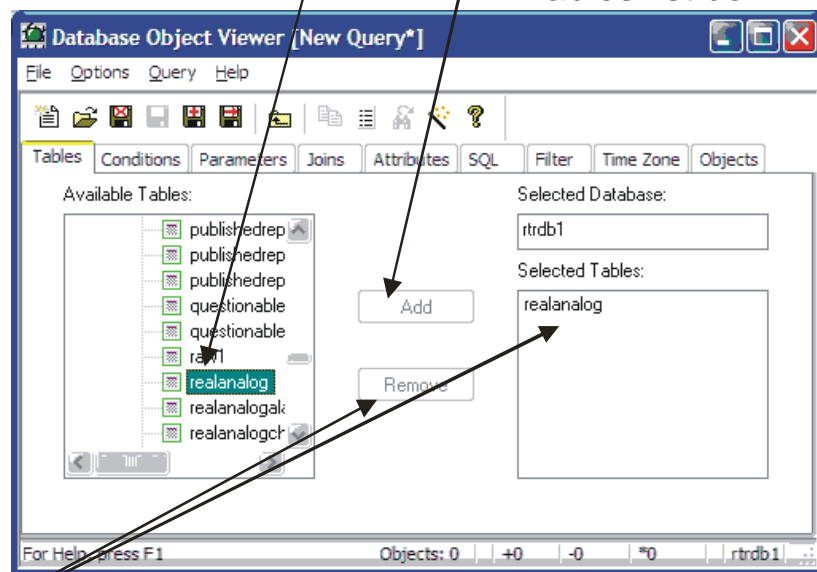 Database Object Viewer [New Query*]
File Options Query Help
Tables Conditions Parameters Joins Attributes SQL Filter Time Zone Objects
Available Tables:
publishedrep
publishedrep
publishedrep
questionable
questionable
raw1
realanalog
realanalogala
realanalogch
Add
Remove
Selected Database:
rtrdb1
Selected Tables:
realanalog
For Help, press F1 Objects: 0 +0 -0 *0 rtrdb1